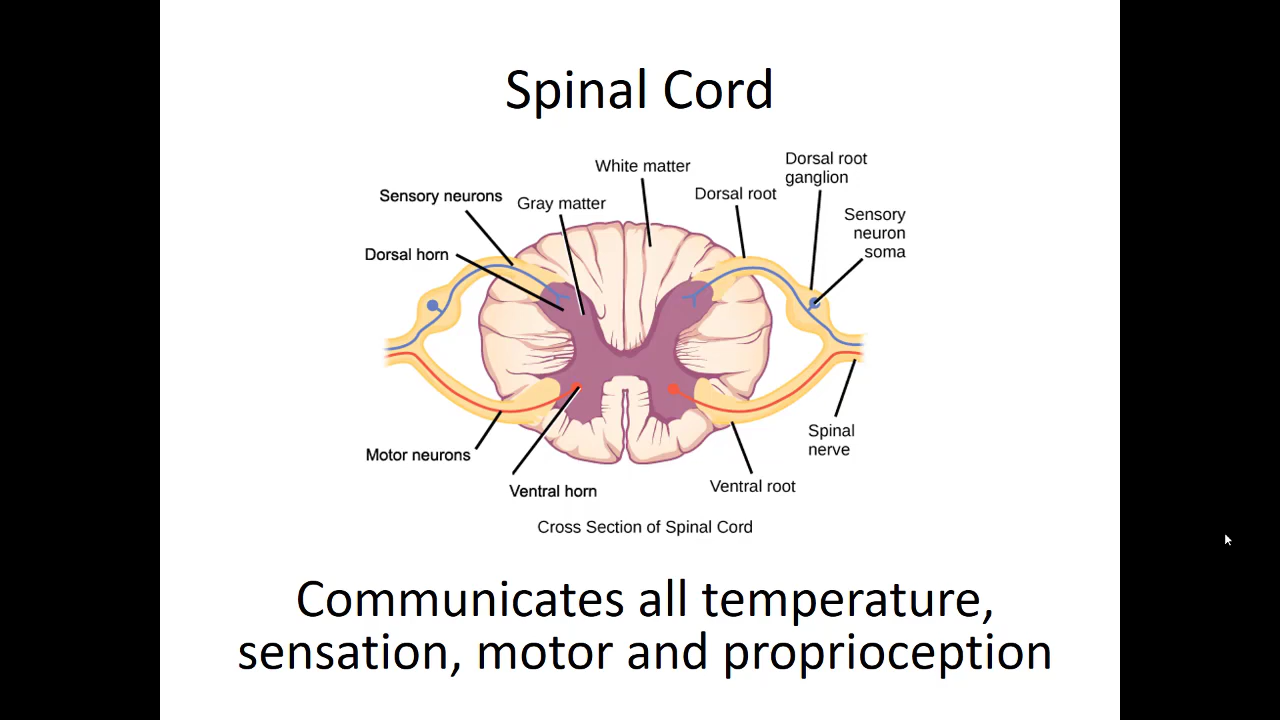 Spinal Cord
White matter
Dorsal root
ganglion
Sensory neurons
Gray matter
Dorsal root
Sensory
neuron
soma
Dorsal horn
Motor neurons
Ventral horn
Ventral root
Spinal
nerve
Cross Section of Spinal Cord
Communicates all temperature,
sensation, motor and proprioception